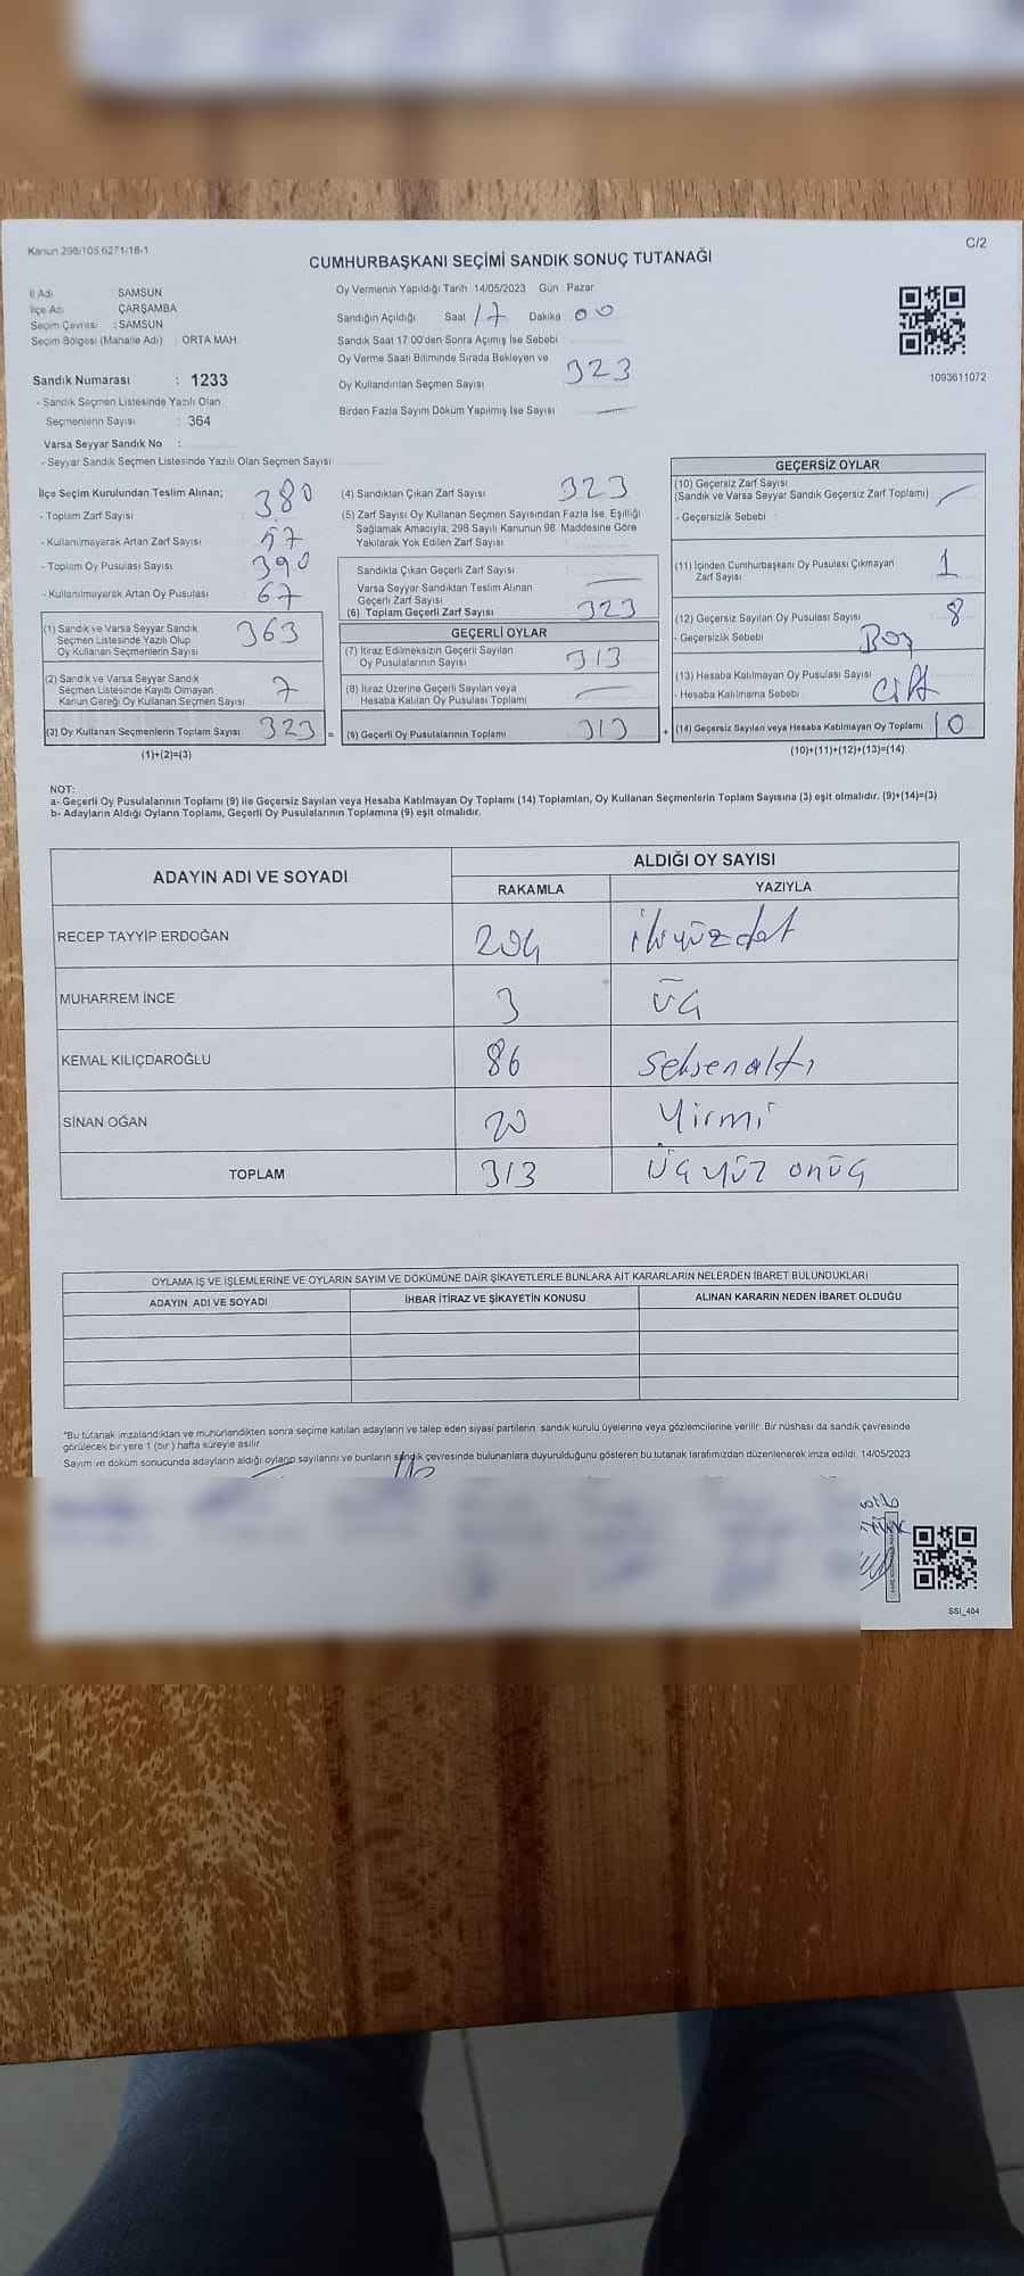 Kanun 298/105 6271/16-1
C/2
CUMHURBAŞKANI SEÇİMİ SANDIK SONUÇ TUTANAĞI
İl Adı SAMSUN
İlçe Adı ÇARŞAMBA
Seçim Çevresi : SAMSUN
Seçim Bölgesi (Mahalle Adı) : ORTA MAH.
Sandık Numarası : 1233
- Sandık Seçmen Listesinde Yazılı Olan
Seçmenlerin Sayısı : 364
Varsa Seyyar Sandık No :
- Seyyar Sandık Seçmen Listesinde Yazılı Olan Seçmen Sayısı
Oy Vermenin Yapıldığı Tarih 14/05/2023 Gün : Pazar
Sandığın Açıldığı Saat 17 Dakika 00
Sandık Saat 17:00'den Sonra Açımış İse Sebebi
Oy Verme Saati Bitiminde Sırada Bekleyen ve
Oy Kullandırılan Seçmen Sayısı 323
Birden Fazla Sayım Döküm Yapılmış İse Sayısı —
1093611072
İlçe Seçim Kurulundan Teslim Alınan;
- Toplam Zarf Sayısı 380
- Kullanılmayarak Artan Zarf Sayısı 57
- Toplam Oy Pusulası Sayısı 390
- Kullanılmayarak Artan Oy Pusulası 67
(1) Sandık ve Varsa Seyyar Sandık
Seçmen Listesinde Yazılı Olup
Oy Kullanan Seçmenlerin Sayısı 363
(2) Sandık ve Varsa Seyyar Sandık
Seçmen Listesinde Kayıtlı Olmayan
Kanun Gereği Oy Kullanan Seçmen Sayısı 7
(3) Oy Kullanan Seçmenlerin Toplam Sayısı 323 =
(1)+(2)=(3)
(4) Sandıktan Çıkan Zarf Sayısı 323
(5) Zarf Sayısı Oy Kullanan Seçmen Sayısından Fazla İse, Eşitliği
Sağlamak Amacıyla, 298 Sayılı Kanunun 98. Maddesine Göre
Yakılarak Yok Edilen Zarf Sayısı
Sandıkta Çıkan Geçerli Zarf Sayısı —
Varsa Seyyar Sandıktan Teslim Alınan
Geçerli Zarf Sayısı
(6) Toplam Geçerli Zarf Sayısı 323
GEÇERLİ OYLAR
(7) İtiraz Edilmeksizin Geçerli Sayılan
Oy Pusulalarının Sayısı 313
(8) İtiraz Üzerine Geçerli Sayılan veya
Hesaba Katılan Oy Pusulası Toplamı —
(9) Geçerli Oy Pusulalarının Toplamı 313 +
GEÇERSİZ OYLAR
(10) Geçersiz Zarf Sayısı
(Sandık ve Varsa Seyyar Sandık Geçersiz Zarf Toplamı) —
- Geçersizlik Sebebi
(11) İçinden Cumhurbaşkanı Oy Pusulası Çıkmayan
Zarf Sayısı 1
(12) Geçersiz Sayılan Oy Pusulası Sayısı 8
- Geçersizlik Sebebi Boş
(13) Hesaba Katılmayan Oy Pusulası Sayısı
- Hesaba Katılmama Sebebi Çift
(14) Geçersiz Sayılan veya Hesaba Katılmayan Oy Toplamı 10
(10)+(11)+(12)+(13)=(14)
NOT:
a- Geçerli Oy Pusulalarının Toplamı (9) ile Geçersiz Sayılan veya Hesaba Katılmayan Oy Toplamı (14) Toplamları, Oy Kullanan Seçmenlerin Toplam Sayısına (3) eşit olmalıdır. (9)+(14)=(3)
b- Adayların Aldığı Oyların Toplamı, Geçerli Oy Pusulalarının Toplamına (9) eşit olmalıdır.
ADAYIN ADI VE SOYADI ALDIĞI OY SAYISI
RAKAMLA YAZIYLA
RECEP TAYYİP ERDOĞAN 204 ikiyüzdört
MUHARREM İNCE 3 ÜÇ
KEMAL KILIÇDAROĞLU 86 Seksenaltı
SİNAN OĞAN 20 Yirmi
TOPLAM 313 Üçyüz onüç
OYLAMA İŞ VE İŞLEMLERİNE VE OYLARIN SAYIM VE DÖKÜMÜNE DAİR ŞİKAYETLERLE BUNLARA AİT KARARLARIN NELERDEN İBARET BULUNDUKLARI
ADAYIN ADI VE SOYADI İHBAR İTİRAZ VE ŞİKAYETİN KONUSU ALINAN KARARIN NEDEN İBARET OLDUĞU
"Bu tutanak imzalandıktan ve mühürlendikten sonra seçime katılan adayların ve talep eden siyasi partilerin sandık kurulu üyelerine veya gözlemcilerine verilir. Bir nüshası da sandık çevresinde
görülecek bir yere 1 (bir) hafta süreyle asılır.
Sayım ve döküm sonucunda adayların aldığı oyların sayılarını ve bunların sandık çevresinde bulunanlara duyurulduğunu gösteren bu tutanak tarafımızdan düzenlenerek imza edildi. 14/05/2023
SSI_404